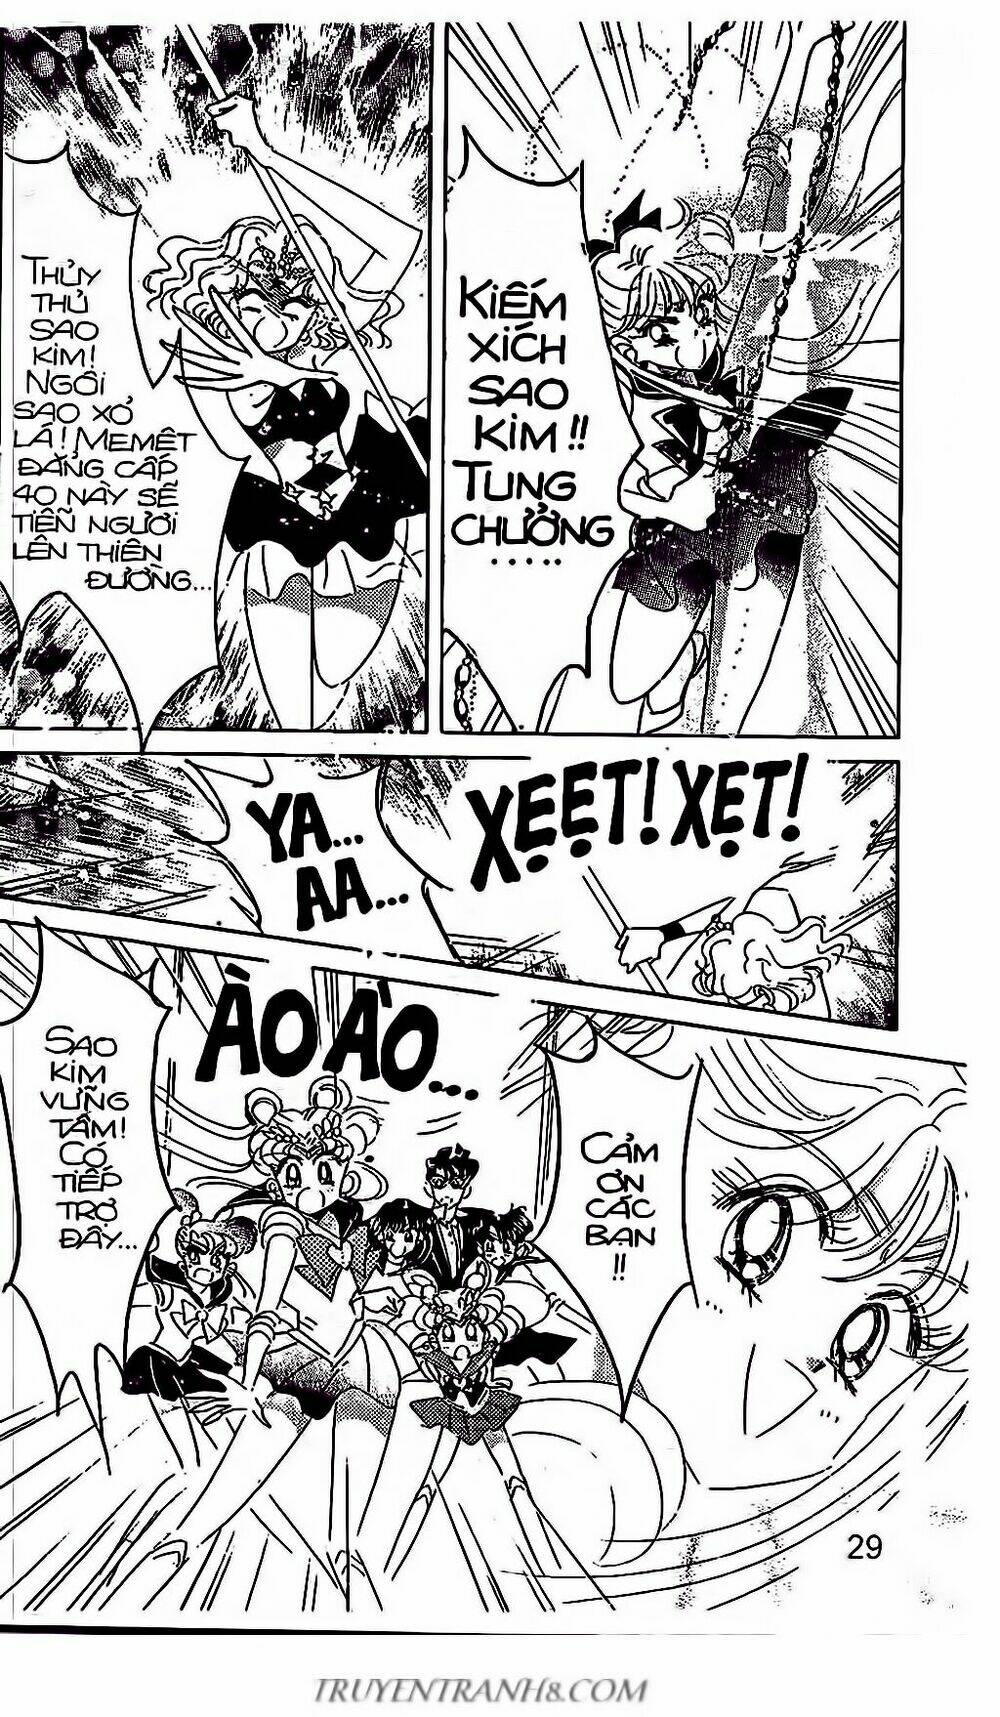 THỦY
THỦ
SAO
KIM!
NGÔI
SAO XỎ
LÁ! MEMÊT
ĐẲNG CẤP
40 NÀY SẼ
TIỄN NGƯƠI
LÊN THIÊN
ĐƯỜNG...
KIẾM
XÍCH
SAO
KIM!!
TUNG
CHƯỞNG
.....
YA...
AA...
XẸẸT! XẸT!
ÀO ÀO...
SAO
KIM
VỮNG
TÂM!
CÓ
TIẾP
TRỢ
ĐÂY...
CẢM
ƠN
CÁC
BẠN
!!
29
TRUYENTRANH8.COM